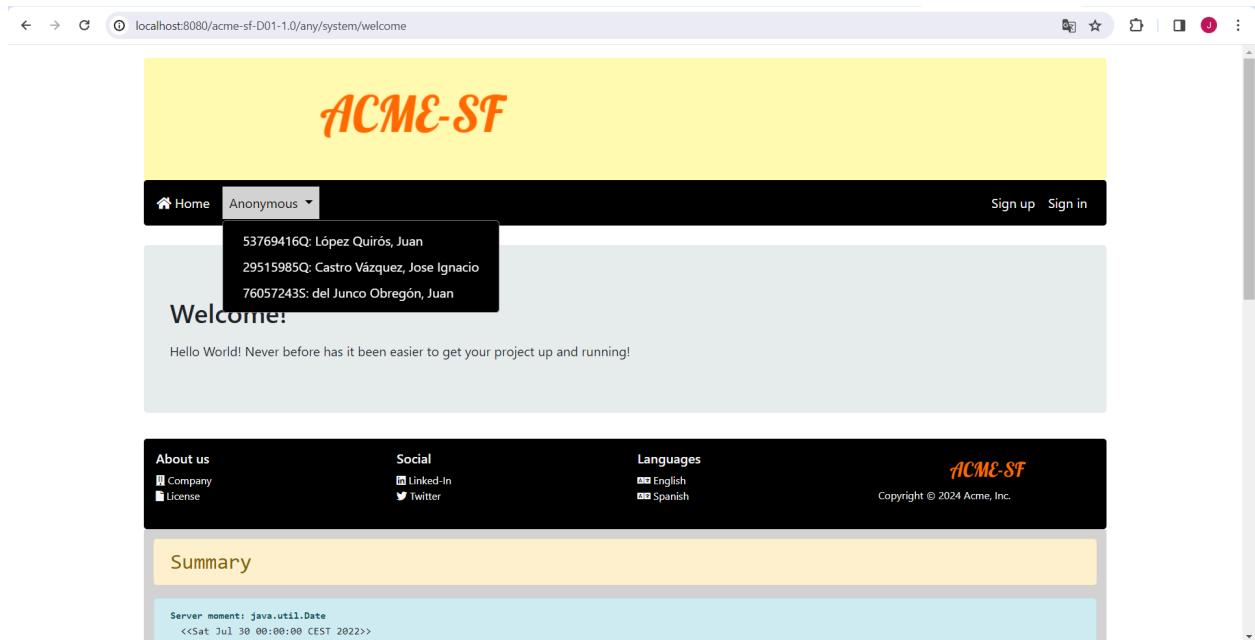 localhost:8080/acme-sf-D01-1.0/any/system/welcome
J
ACME-SF
Home Anonymous Sign up Sign in
53769416Q: López Quirós, Juan
29515985Q: Castro Vázquez, Jose Ignacio
76057243S: del Junco Obregón, Juan
Welcome!
Hello World! Never before has it been easier to get your project up and running!
About us Social Languages ACME-SF
Company Linked-In English
License Twitter Spanish Copyright © 2024 Acme, Inc.
Summary
Server moment: java.util.Date
<<Sat Jul 30 00:00:00 CEST 2022>>